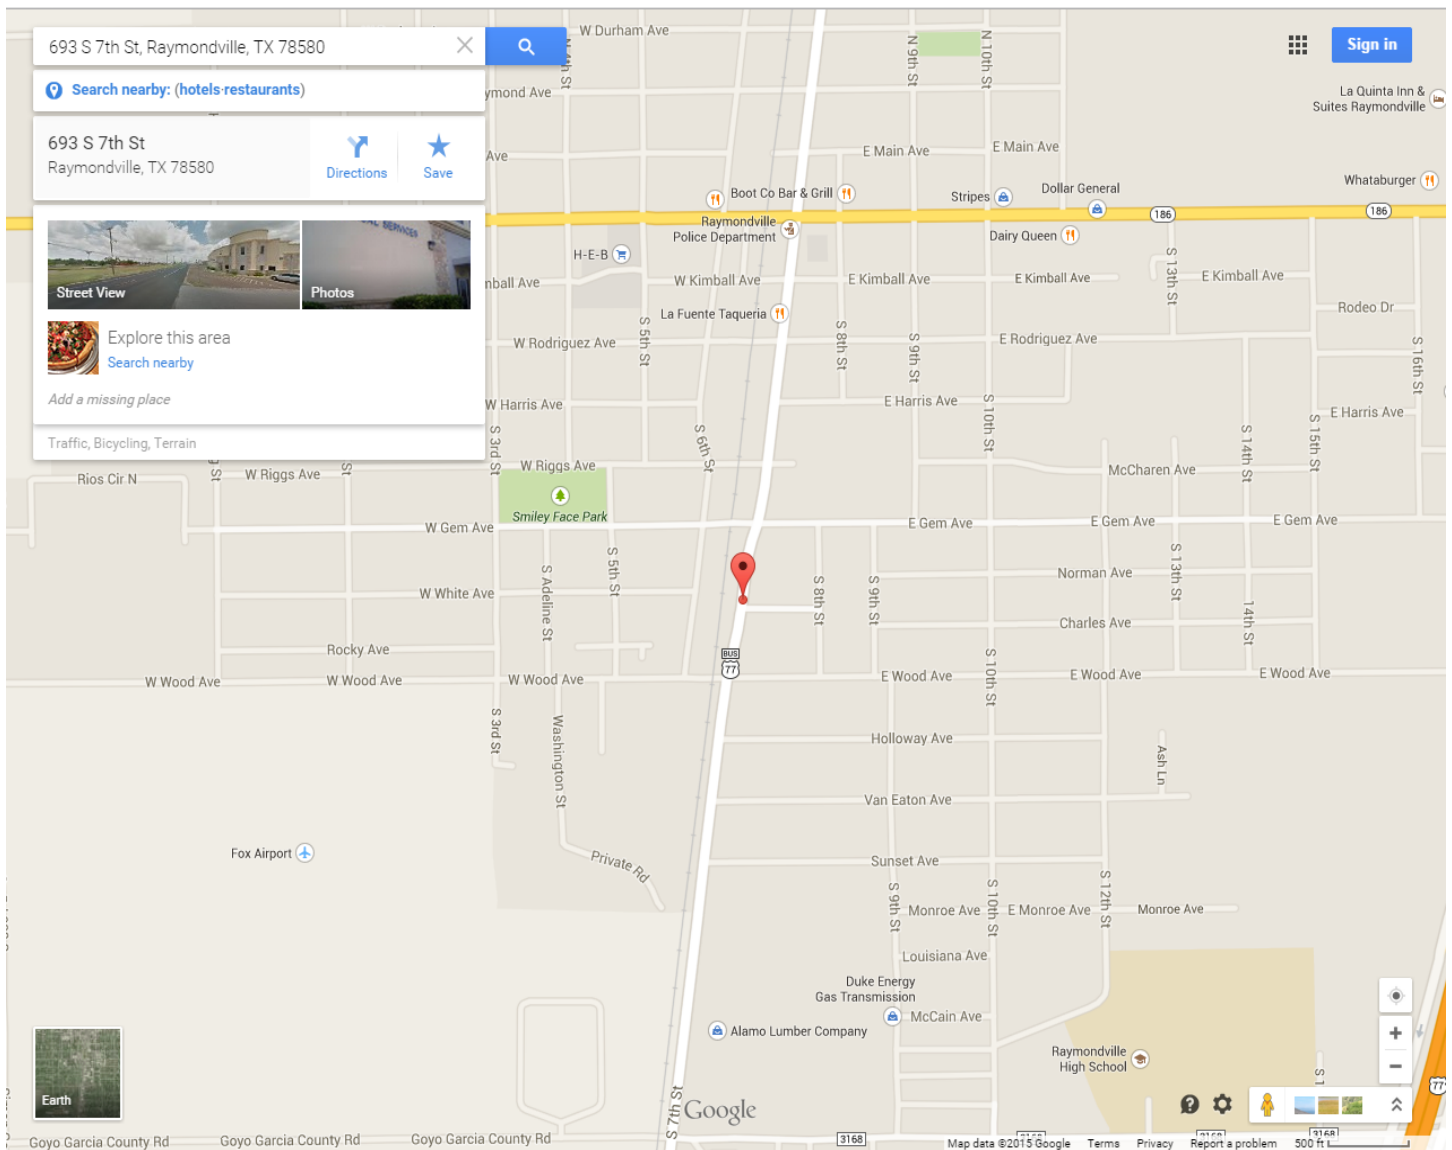 693 S 7th St, Raymondville, TX 78580
Sign in
Search nearby: (hotels·restaurants)
693 S 7th St
Raymondville, TX 78580
Directions
Save
Street View
Photos
Explore this area
Search nearby
Add a missing place
Traffic, Bicycling, Terrain
W Durham Ave
N 9th St
N 10th St
La Quinta Inn &
Suites Raymondville
ymond Ave
Ave
E Main Ave
E Main Ave
Whataburger
Boot Co Bar & Grill
Stripes
Dollar General
186
186
Raymondville
Police Department
Dairy Queen
H-E-B
S 13th St
mball Ave
W Kimball Ave
E Kimball Ave
E Kimball Ave
E Kimball Ave
Rodeo Dr
La Fuente Taqueria
S 5th St
S 8th St
S 9th St
S 16th St
W Rodriguez Ave
E Rodriguez Ave
W Harris Ave
E Harris Ave
E Harris Ave
S 3rd St
S 6th St
S 10th St
S 14th St
S 15th St
Rios Cir N
W Riggs Ave
St
W Riggs Ave
McCharen Ave
Smiley Face Park
W Gem Ave
E Gem Ave
E Gem Ave
E Gem Ave
S Adeline St
S 5th St
S 8th St
S 9th St
Norman Ave
S 13th St
W White Ave
14th St
Charles Ave
Rocky Ave
S 10th St
BUS
77
W Wood Ave
W Wood Ave
W Wood Ave
E Wood Ave
E Wood Ave
E Wood Ave
S 3rd St
Washington St
Holloway Ave
Ash Ln
Van Eaton Ave
Fox Airport
Private Rd
Sunset Ave
S 9th St
S 10th St
S 12th St
Monroe Ave
E Monroe Ave
Monroe Ave
Louisiana Ave
Duke Energy
Gas Transmission
McCain Ave
Alamo Lumber Company
Raymondville
High School
Earth
S 7th St
Google
77
Goyo Garcia County Rd
Goyo Garcia County Rd
Goyo Garcia County Rd
3168
Map data ©2015 Google
Terms
Privacy
Report a problem
500 ft